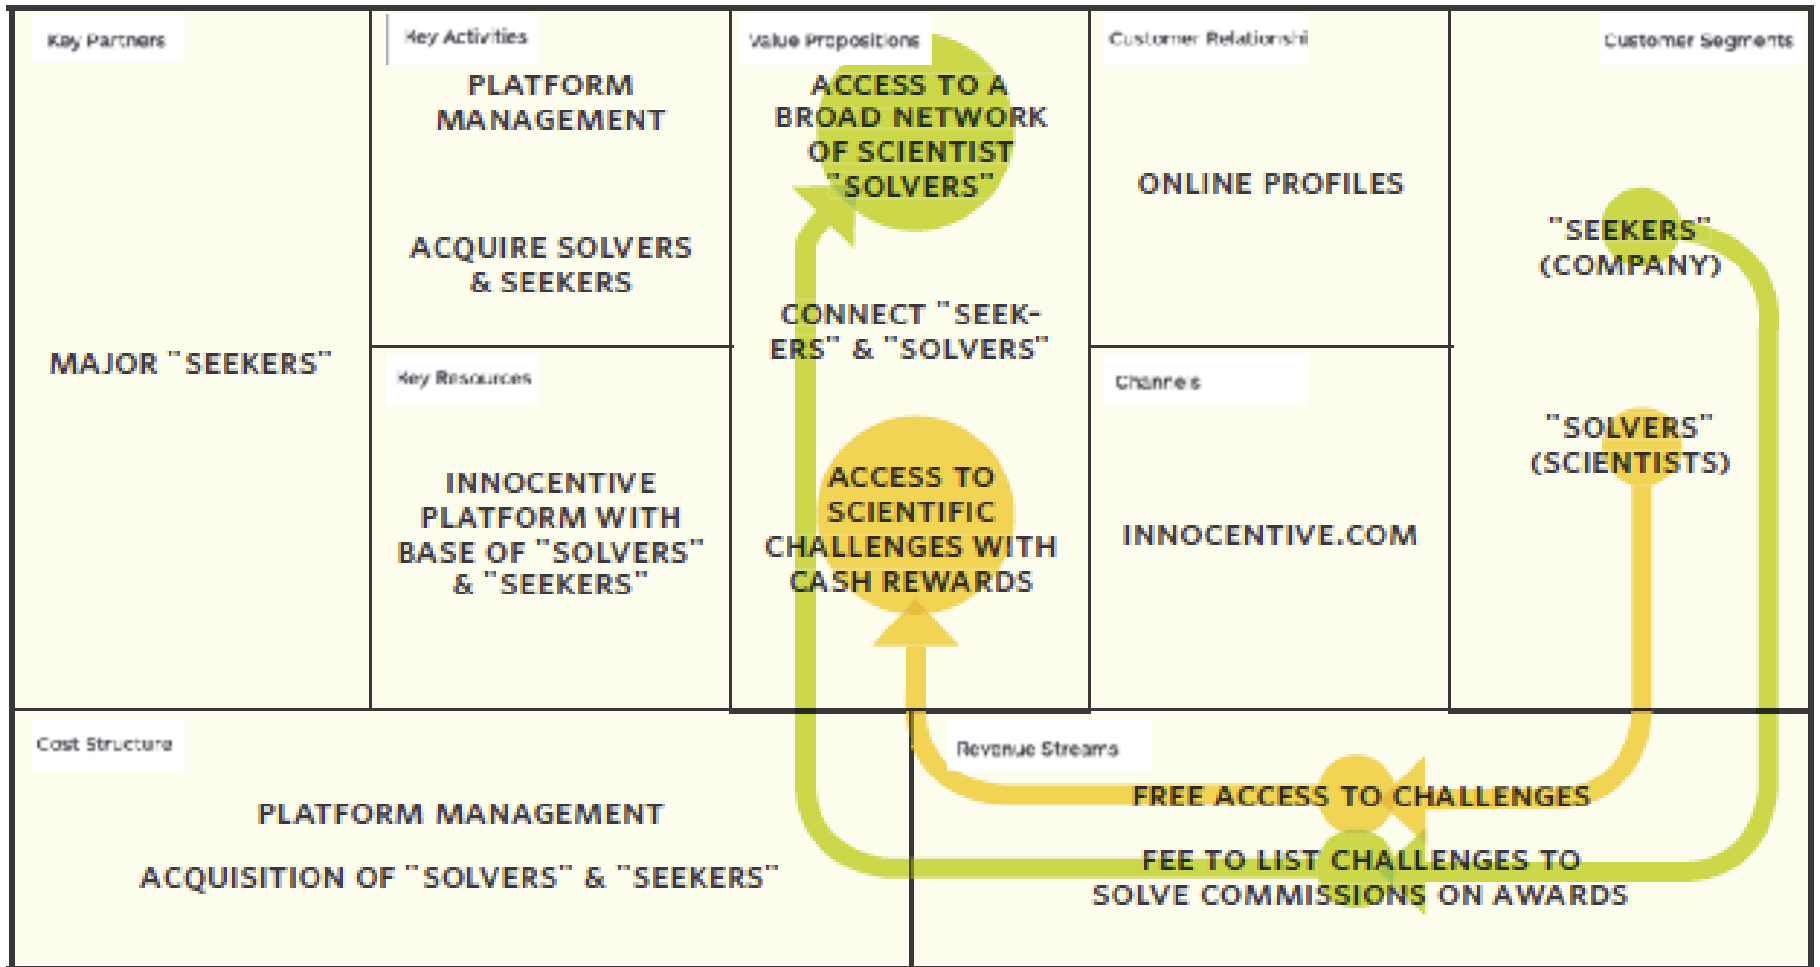 Key Partners
MAJOR "SEEKERS"
Key Activities
PLATFORM
MANAGEMENT
ACQUIRE SOLVERS
& SEEKERS
Key Resources
INNOCENTIVE
PLATFORM WITH
BASE OF "SOLVERS"
& "SEEKERS"
Value Propositions
ACCESS TO A
BROAD NETWORK
OF SCIENTIST
"SOLVERS"
CONNECT "SEEK-
ERS" & "SOLVERS"
ACCESS TO
SCIENTIFIC
CHALLENGES WITH
CASH REWARDS
Customer Relationshi
ONLINE PROFILES
Channels
INNOCENTIVE.COM
Customer Segments
"SEEKERS"
(COMPANY)
"SOLVERS"
(SCIENTISTS)
Cost Structure
PLATFORM MANAGEMENT
ACQUISITION OF "SOLVERS" & "SEEKERS"
Revenue Streams
FREE ACCESS TO CHALLENGES
FEE TO LIST CHALLENGES TO
SOLVE COMMISSIONS ON AWARDS